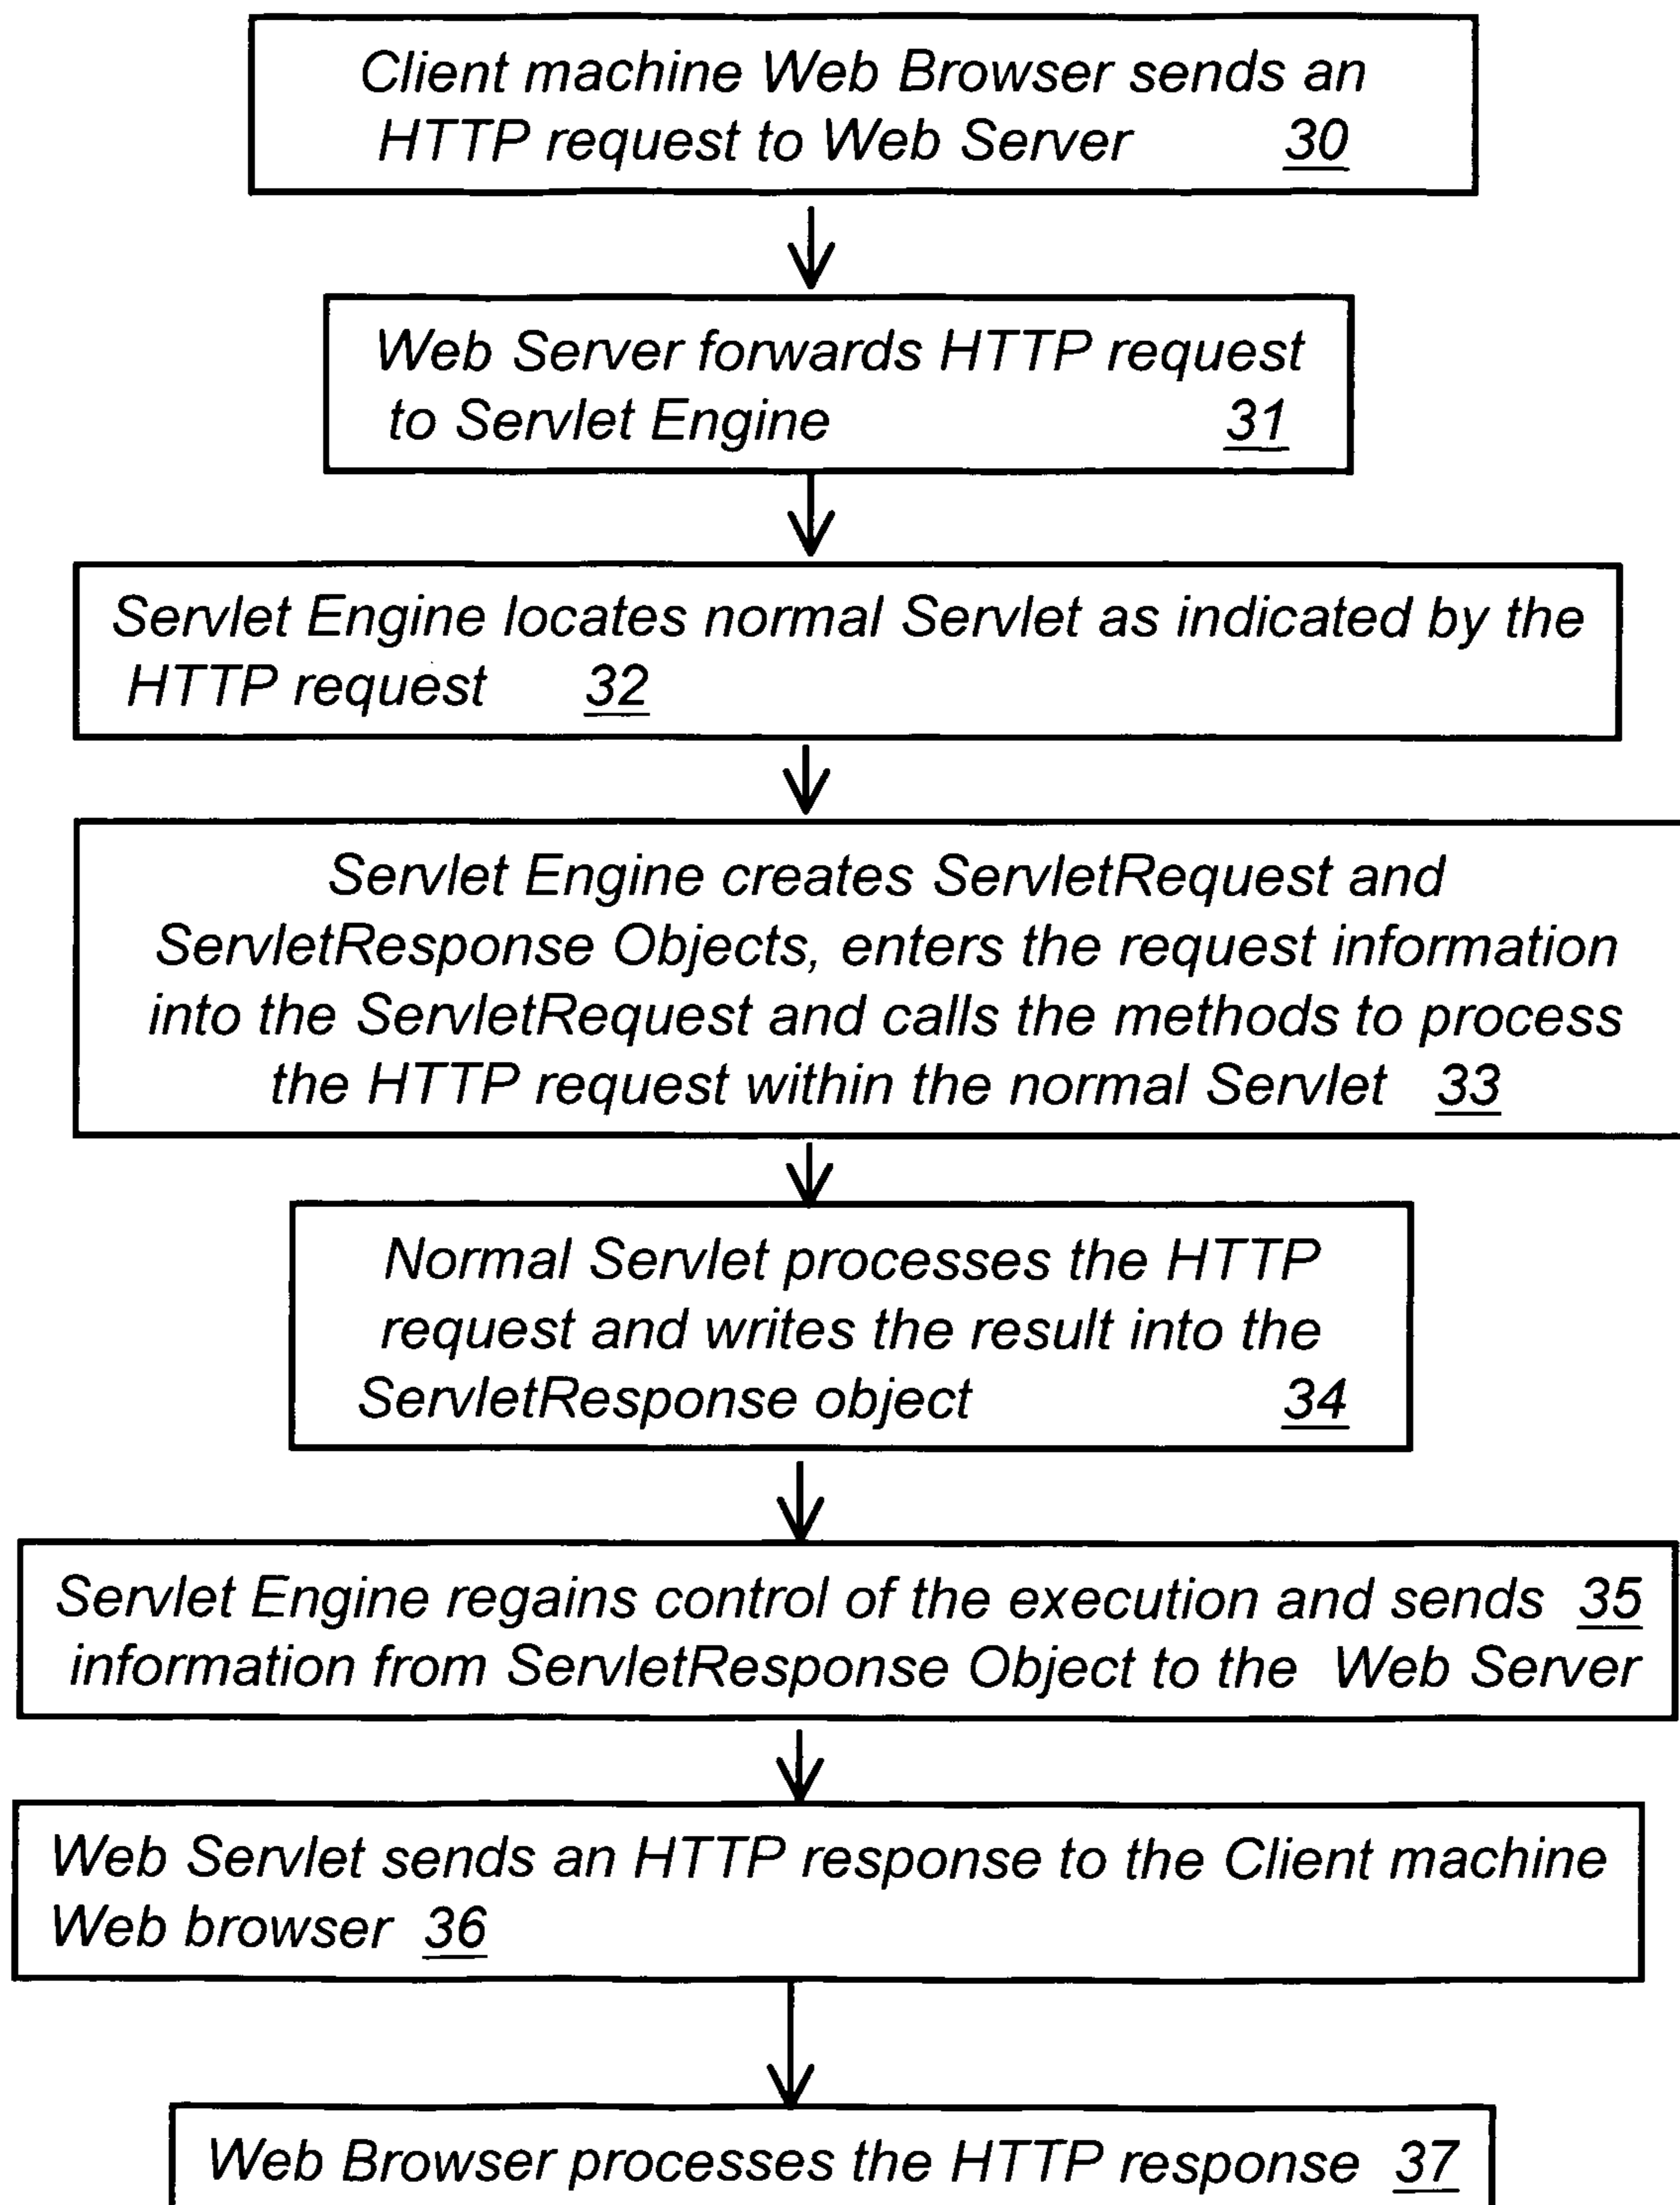 Client machine Web Browser sends an
HTTP request to Web Server 30
Web Server forwards HTTP request
to Servlet Engine 31
Servlet Engine locates normal Servlet as indicated by the
HTTP request 32
Servlet Engine creates ServletRequest and
ServletResponse Objects, enters the request information
into the ServletRequest and calls the methods to process
the HTTP request within the normal Servlet 33
Normal Servlet processes the HTTP
request and writes the result into the
ServletResponse object 34
Servlet Engine regains control of the execution and sends 35
information from ServletResponse Object to the Web Server
Web Servlet sends an HTTP response to the Client machine
Web browser 36
Web Browser processes the HTTP response 37